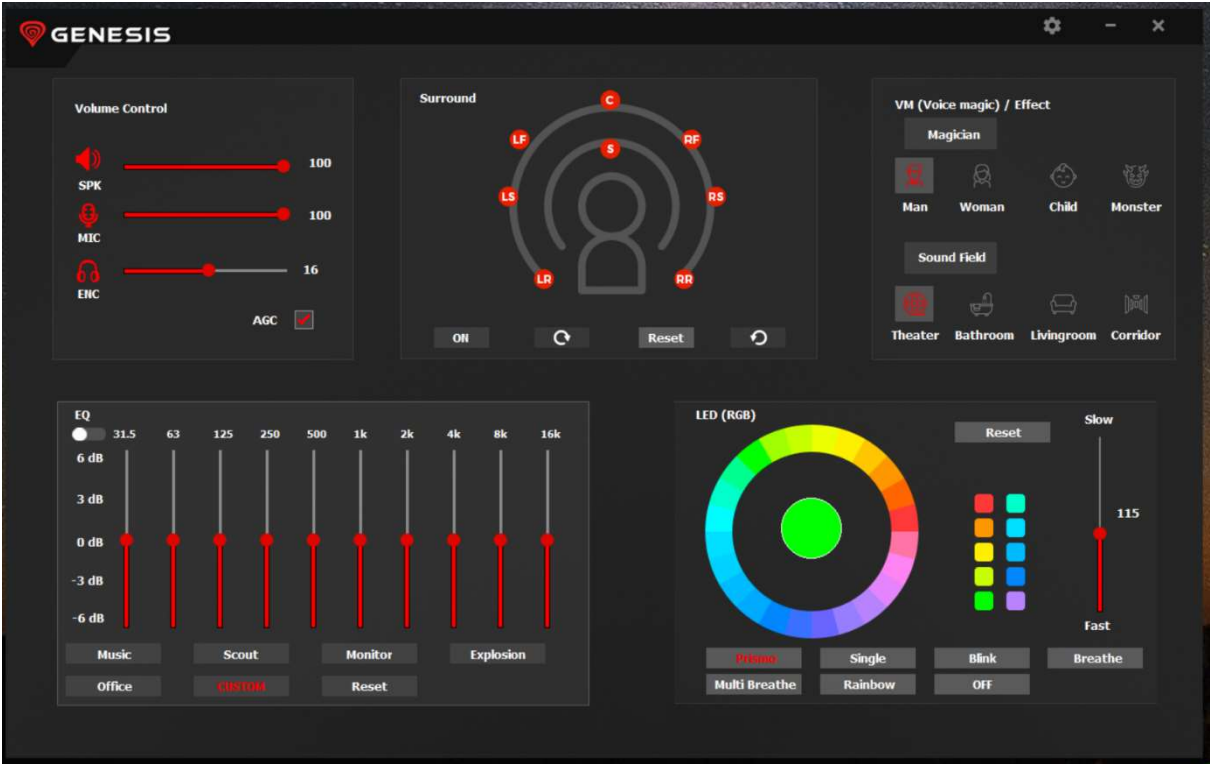 GENESIS
Volume Control
100
SPK
100
MIC
16
ENC
AGC
Surround
C
LF
RF
S
LS
RS
LR
RR
ON
Reset
VM (Voice magic) / Effect
Magician
Man Woman Child Monster
Sound Field
Theater Bathroom Livingroom Corridor
EQ
31.5 63 125 250 500 1k 2k 4k 8k 16k
6 dB
3 dB
0 dB
-3 dB
-6 dB
Music Scout Monitor Explosion
Office CUSTOM Reset
LED (RGB)
Reset
Slow
115
Fast
Prismo Single Blink Breathe
Multi Breathe Rainbow OFF